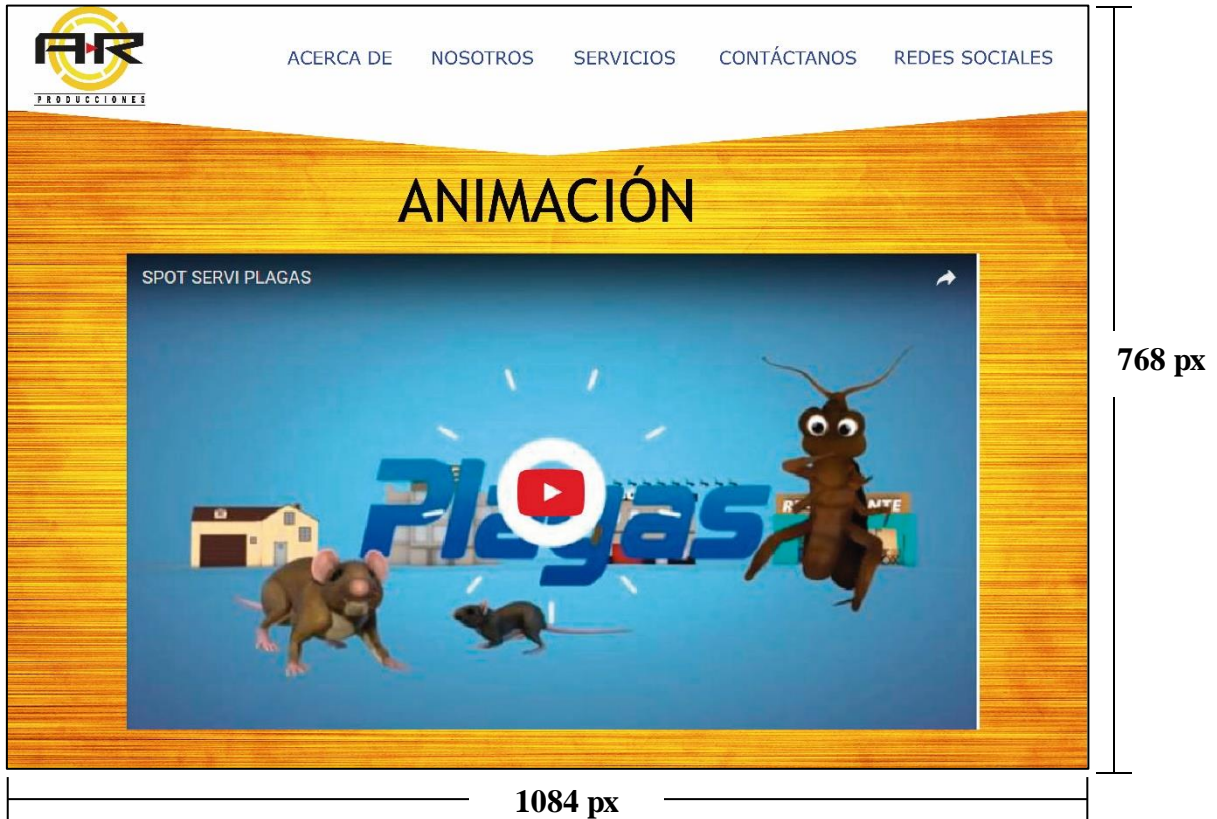 AR
PRODUCCIONES
ACERCA DE NOSOTROS SERVICIOS CONTÁCTANOS REDES SOCIALES
ANIMACIÓN
SPOT SERVI PLAGAS
Plagas
768 px
1084 px